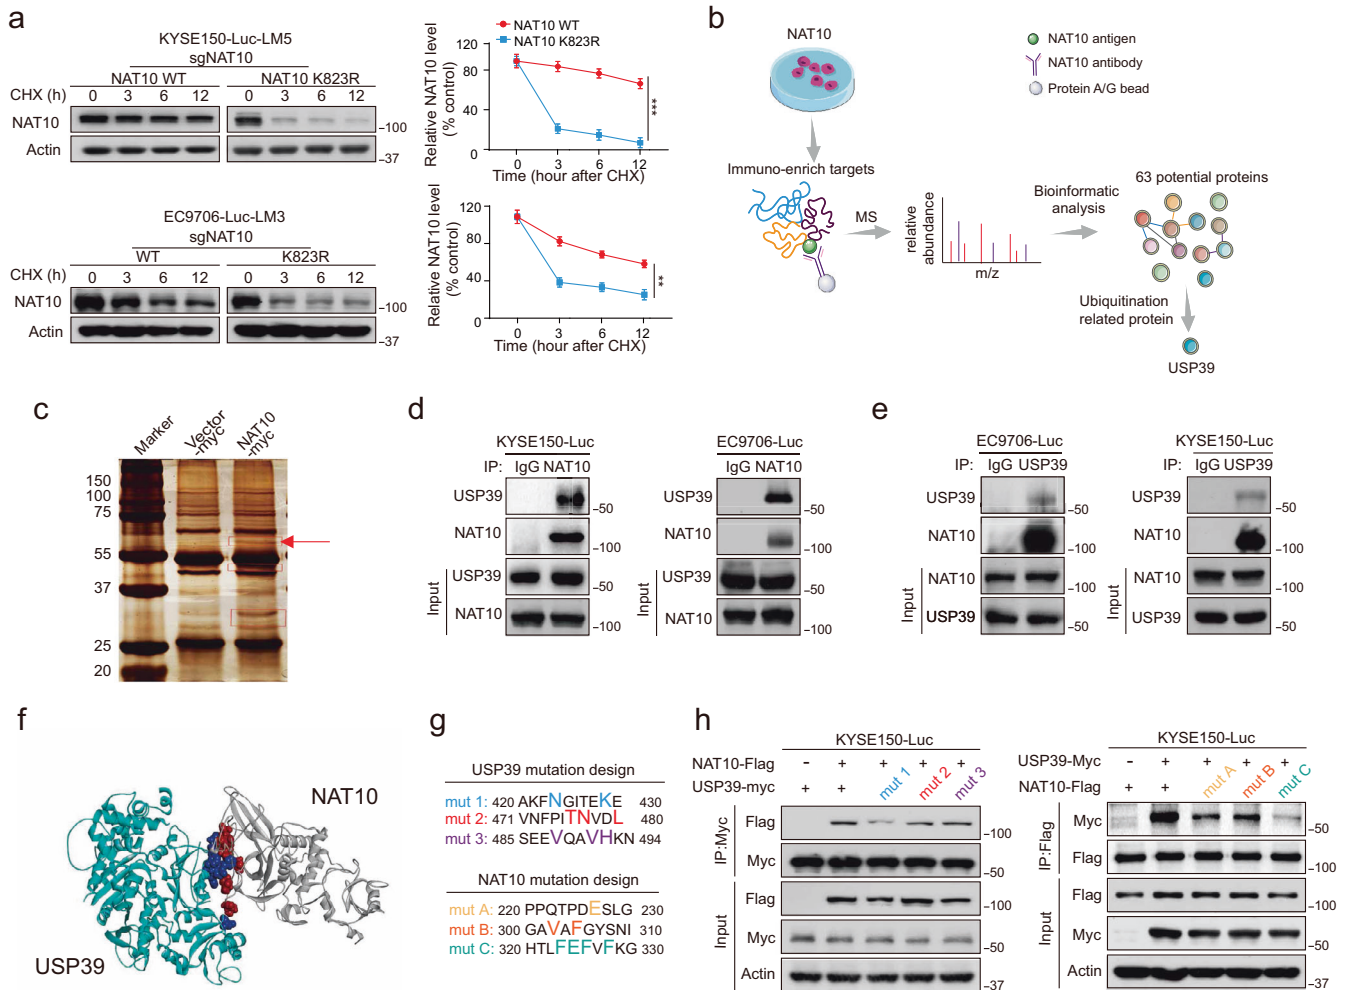 a
KYSE150-Luc-LM5
sgNAT10
NAT10 WT NAT10 K823R
CHX (h) 0 3 6 12 0 3 6 12
NAT10 –100
Actin –37
NAT10 WT
NAT10 K823R
Relative NAT10 level
(% control)
120
80
40
0
***
0 3 6 12
Time (hour after CHX)
EC9706-Luc-LM3
sgNAT10
WT K823R
CHX (h) 0 3 6 12 0 3 6 12
NAT10 –100
Actin –37
Relative NAT10 level
(% control)
120
80
40
0
**
0 3 6 12
Time (hour after CHX)
b
NAT10
NAT10 antigen
NAT10 antibody
Protein A/G bead
Immuno-enrich targets
MS
relative
abundance
m/z
Bioinformatic
analysis
63 potential proteins
Ubiquitination
related protein
USP39
c
Marker
Vector
-myc
NAT10
-myc
150
100
75
55
37
25
20
d
KYSE150-Luc
IP: IgG NAT10
USP39 –50
NAT10 –100
Input
USP39 –50
NAT10 –100
EC9706-Luc
IgG NAT10
USP39 –50
NAT10 –100
Input
USP39 –50
NAT10 –100
e
EC9706-Luc
IP: IgG USP39
USP39 –50
NAT10 –100
Input
NAT10 –100
USP39 –50
KYSE150-Luc
IP: IgG USP39
USP39 –50
NAT10 –100
Input
NAT10 –100
USP39 –50
f
NAT10
USP39
g
USP39 mutation design
mut 1: 420 AKFNGITEKE 430
mut 2: 471 VNFPITNVDL 480
mut 3: 485 SEEVQAVHKN 494
NAT10 mutation design
mut A: 220 PPQTPDESLG 230
mut B: 300 GAVAFGYSNI 310
mut C: 320 HTLFEFVFKG 330
h
KYSE150-Luc
NAT10-Flag - + + + +
USP39-myc + + mut 1 mut 2 mut 3
IP:Myc
Flag –100
Myc –50
Input
Flag –100
Myc –50
Actin –37
KYSE150-Luc
USP39-Myc - + + + +
NAT10-Flag + + mut A mut B mut C
IP:Flag
Myc –50
Flag –100
Input
Flag –100
Myc –50
Actin –37